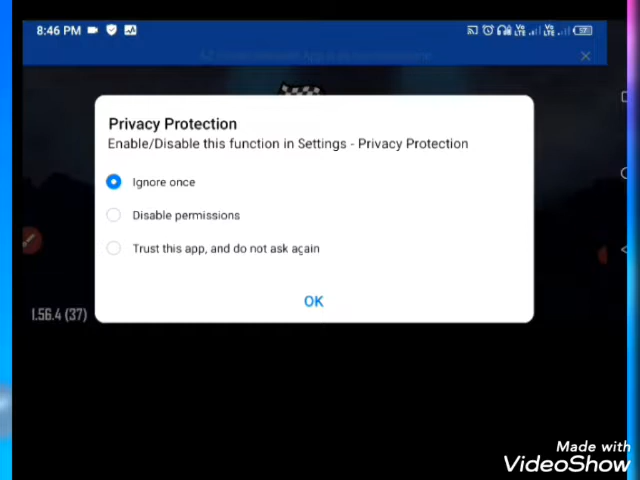 8:46 PM
Privacy Protection
Enable/Disable this function in Settings - Privacy Protection
Ignore once
Disable permissions
Trust this app, and do not ask again
OK
1.56.4 (37)
Made with
VideoShow